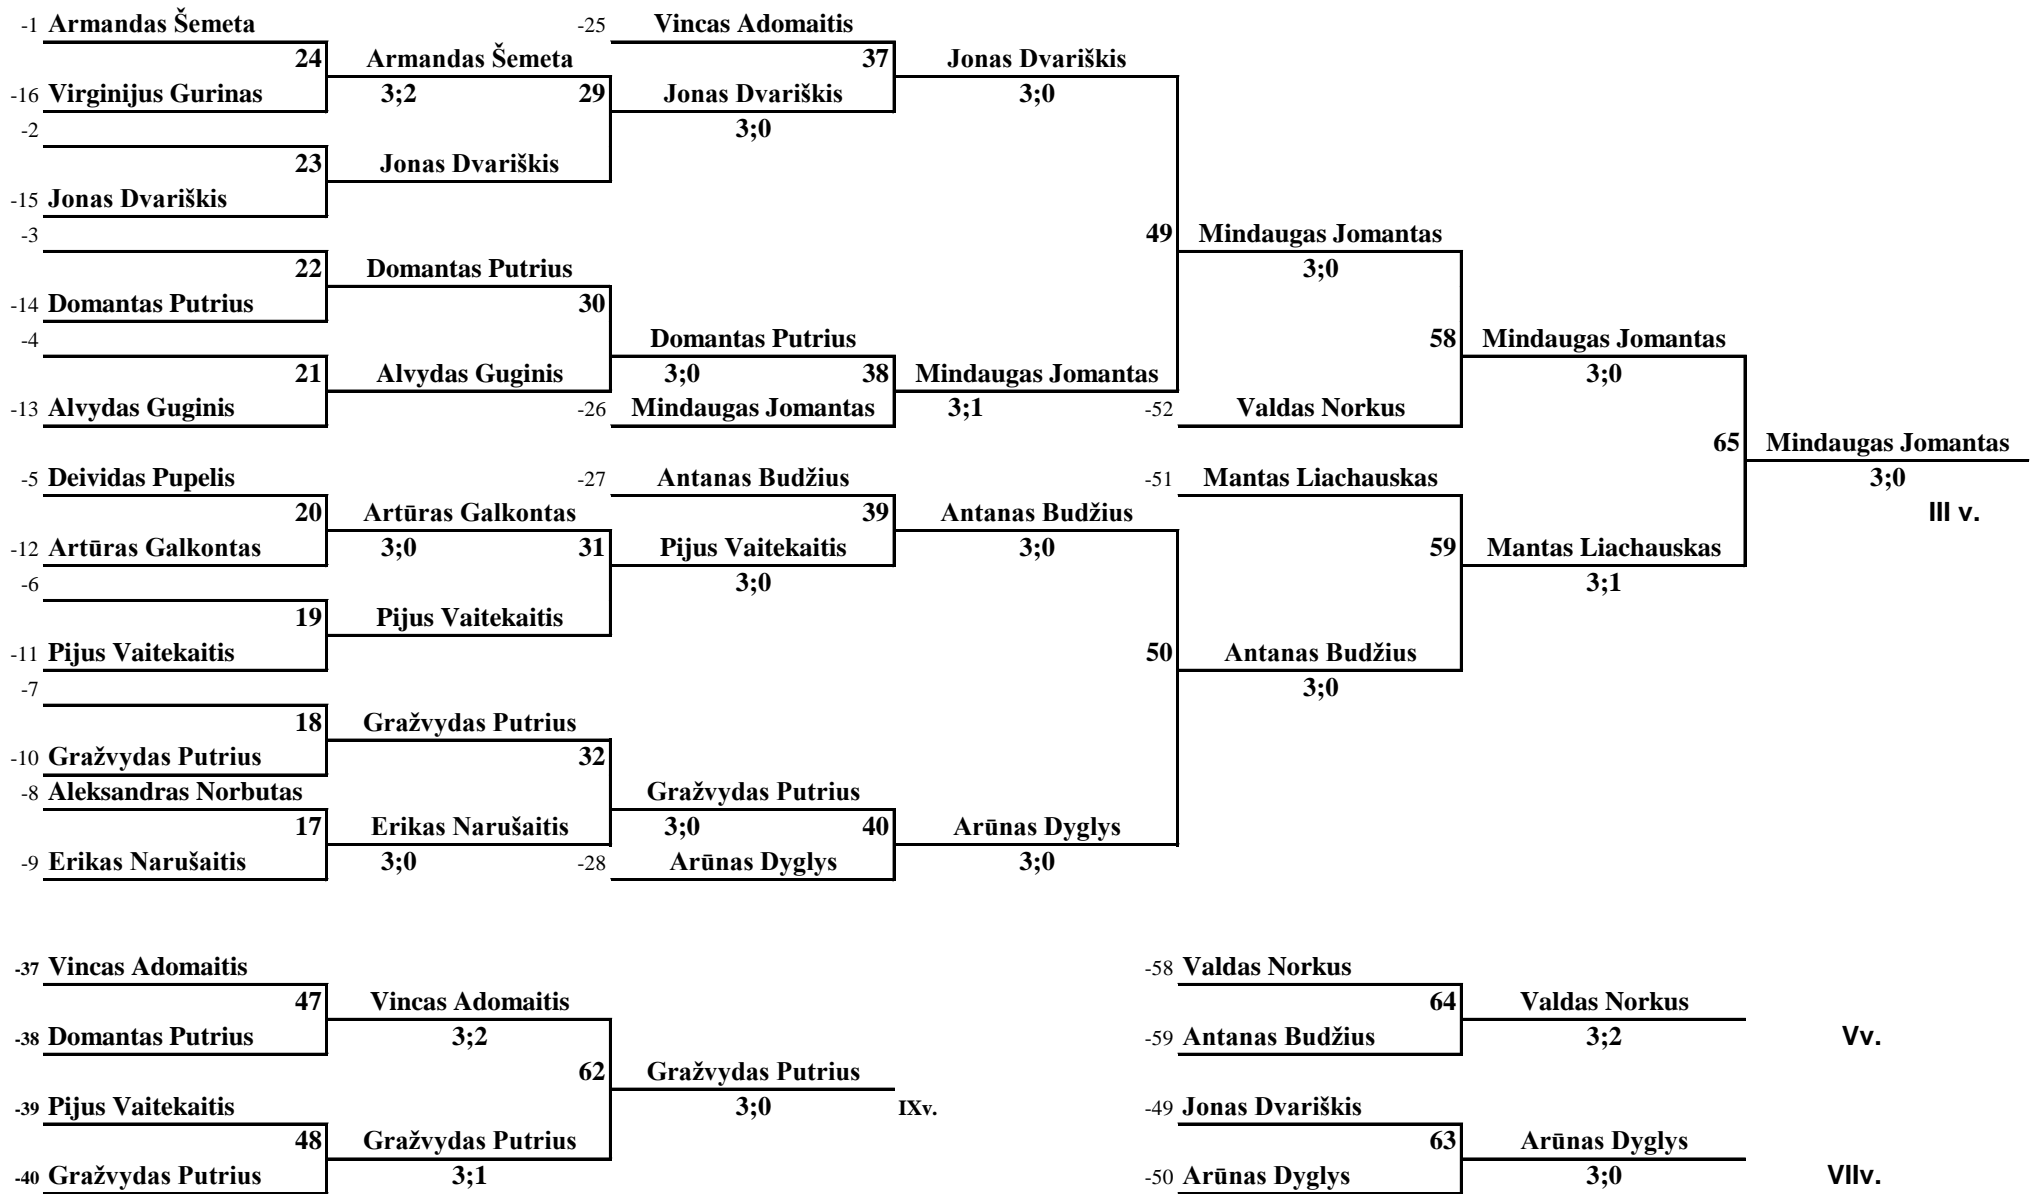 -1 Armandas Šemeta -25 Vincas Adomaitis
24 Armandas Šemeta 37 Jonas Dvariškis
-16 Virginijus Gurinas 3;2 29 Jonas Dvariškis 3;0
-2 3;0
23 Jonas Dvariškis
-15 Jonas Dvariškis
-3 49 Mindaugas Jomantas
22 Domantas Putrius 3;0
-14 Domantas Putrius 30
-4 Domantas Putrius 58 Mindaugas Jomantas
21 Alvydas Guginis 3;0 38 Mindaugas Jomantas 3;0
-13 Alvydas Guginis -26 Mindaugas Jomantas 3;1 -52 Valdas Norkus
65 Mindaugas Jomantas
-5 Deividas Pupelis -27 Antanas Budžius -51 Mantas Liachauskas 3;0
20 Artūras Galkontas 39 Antanas Budžius III v.
-12 Artūras Galkontas 3;0 31 Pijus Vaitekaitis 3;0 59 Mantas Liachauskas
-6 3;0 3;1
19 Pijus Vaitekaitis
-11 Pijus Vaitekaitis 50 Antanas Budžius
-7 3;0
18 Gražvydas Putrius
-10 Gražvydas Putrius 32
-8 Aleksandras Norbutas Gražvydas Putrius
17 Erikas Narušaitis 3;0 40 Arūnas Dyglys
-9 Erikas Narušaitis 3;0 -28 Arūnas Dyglys 3;0
-37 Vincas Adomaitis -58 Valdas Norkus
47 Vincas Adomaitis 64 Valdas Norkus
-38 Domantas Putrius 3;2 -59 Antanas Budžius 3;2 Vv.
62 Gražvydas Putrius
-39 Pijus Vaitekaitis 3;0 IXv. -49 Jonas Dvariškis
48 Gražvydas Putrius 63 Arūnas Dyglys
-40 Gražvydas Putrius 3;1 -50 Arūnas Dyglys 3;0 VIIv.